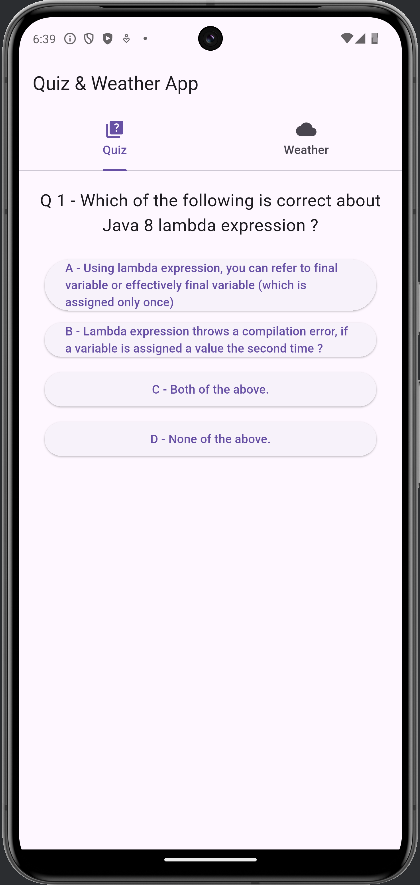 6:39
Quiz & Weather App
?
Quiz
Weather
Q 1 - Which of the following is correct about
Java 8 lambda expression ?
A - Using lambda expression, you can refer to final
variable or effectively final variable (which is
assigned only once)
B - Lambda expression throws a compilation error, if
a variable is assigned a value the second time ?
C - Both of the above.
D - None of the above.